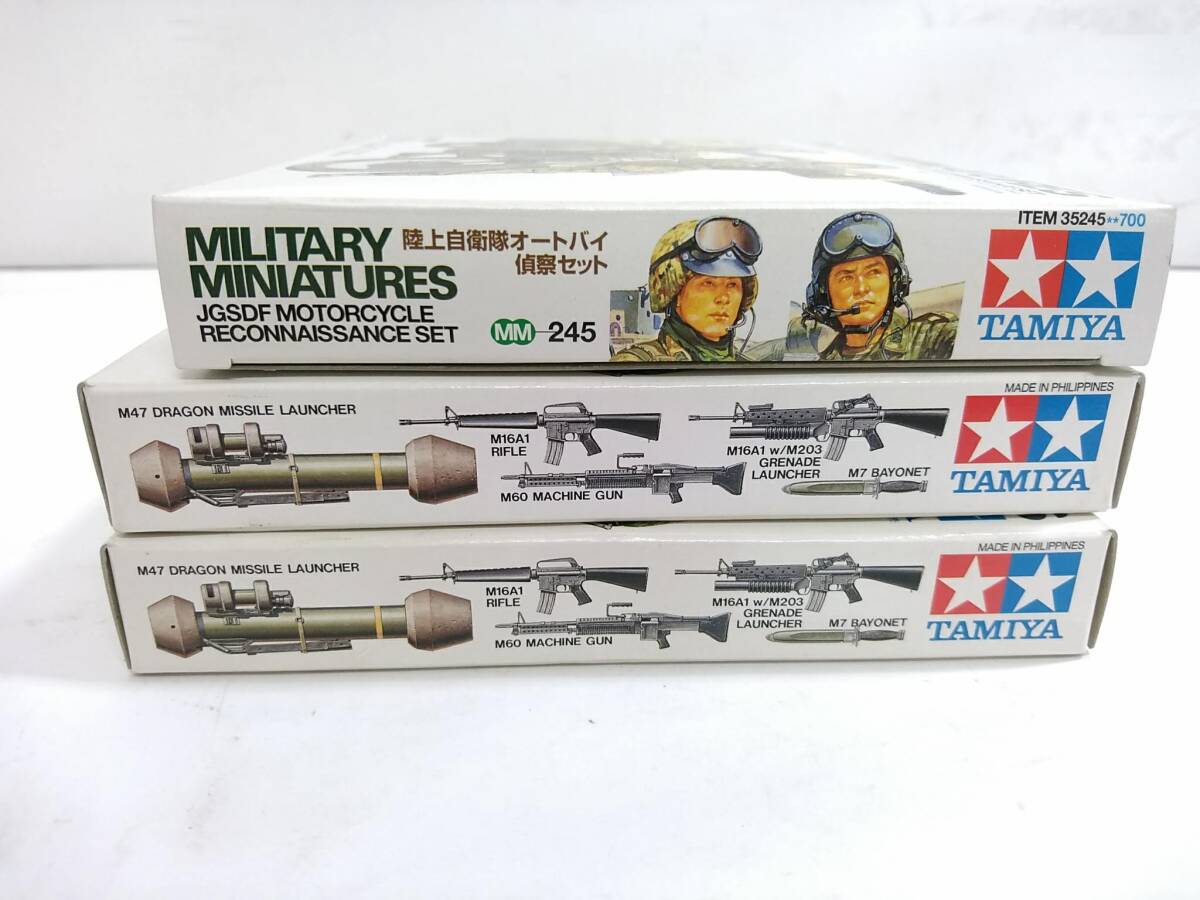 MILITARY
MINIATURES
JGSDF MOTORCYCLE
RECONNAISSANCE SET
陸上自衛隊オートバイ
偵察セット
MM 245
ITEM 35245**700
TAMIYA
M47 DRAGON MISSILE LAUNCHER
M16A1
RIFLE
M60 MACHINE GUN
M16A1 w/M203
GRENADE
LAUNCHER
M7 BAYONET
MADE IN PHILIPPINES
TAMIYA
M47 DRAGON MISSILE LAUNCHER
M16A1
RIFLE
M60 MACHINE GUN
M16A1 w/M203
GRENADE
LAUNCHER
M7 BAYONET
MADE IN PHILIPPINES
TAMIYA